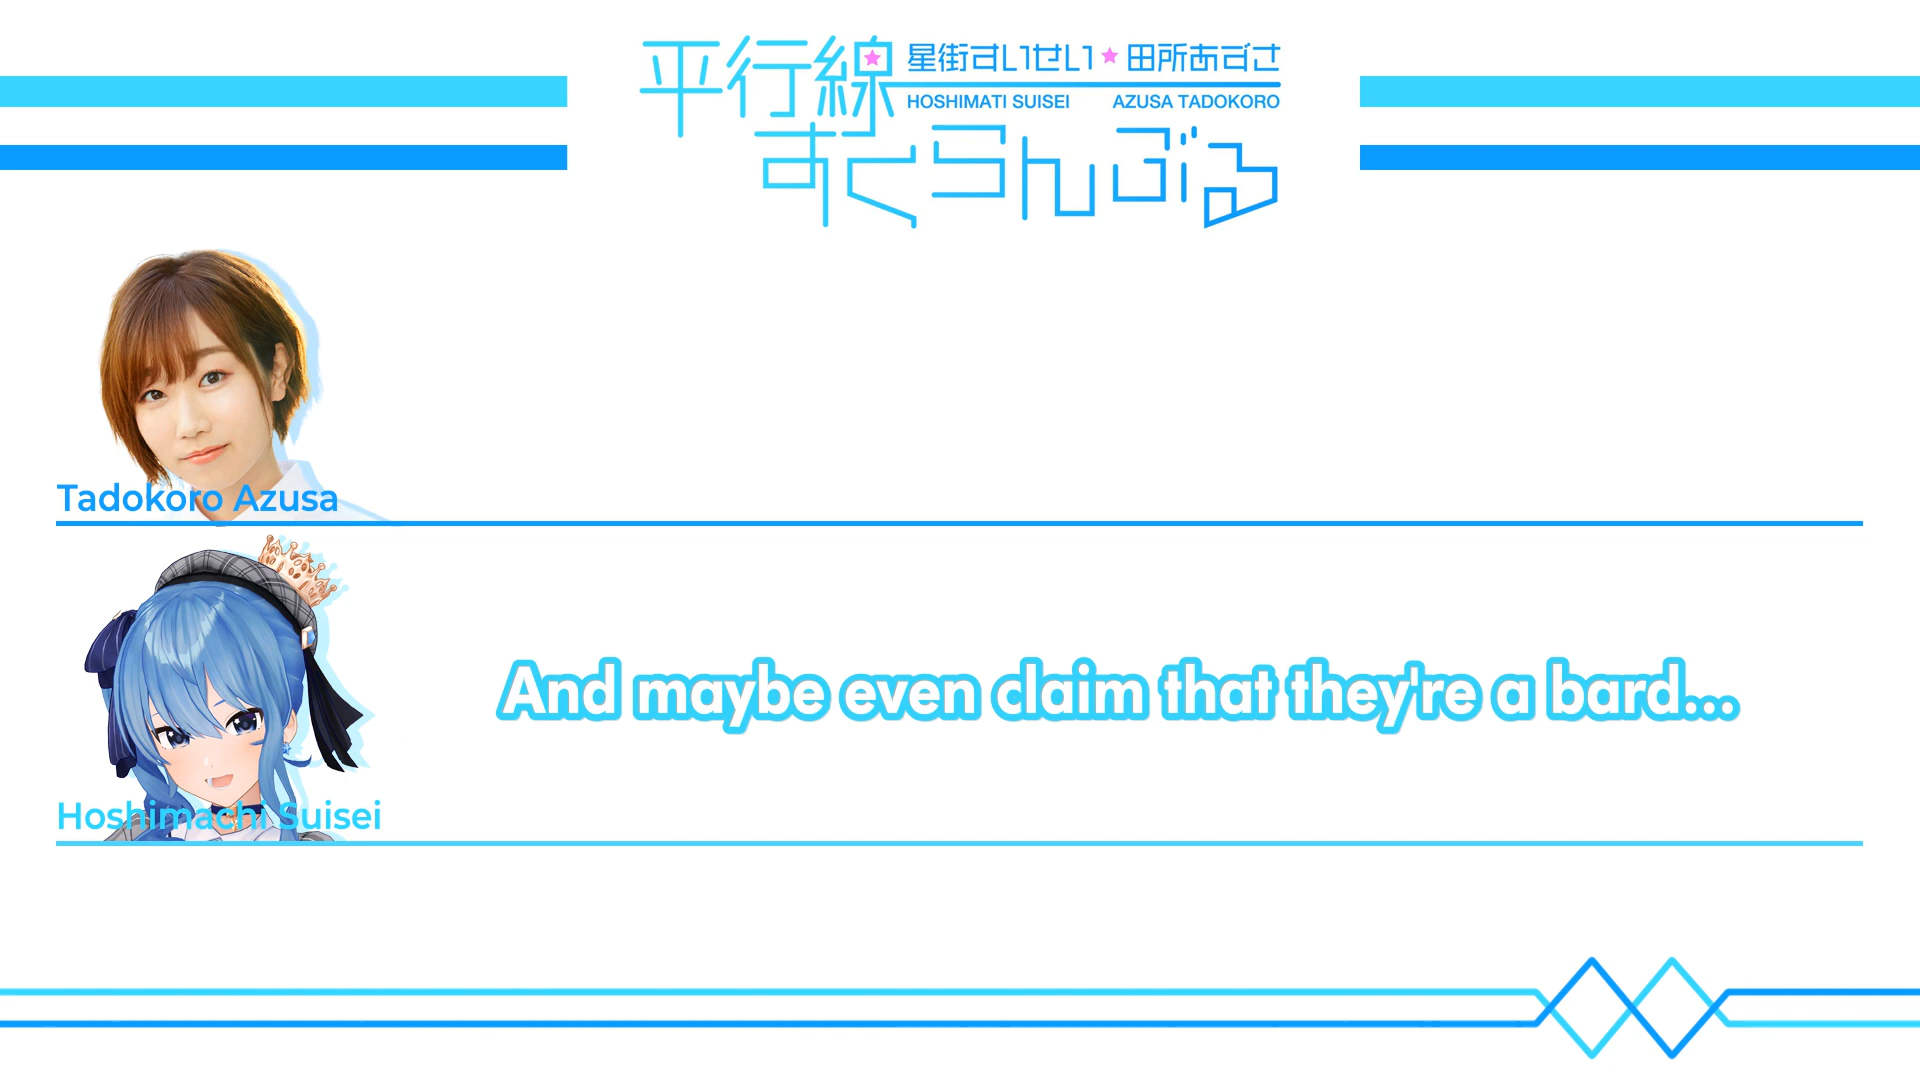 平行線
星街すいせい★田所あずさ
HOSHIMATI SUISEI AZUSA TADOKORO
すくらんぶる
Tadokoro Azusa
And maybe even claim that they're a bard...
Hoshimachi Suisei